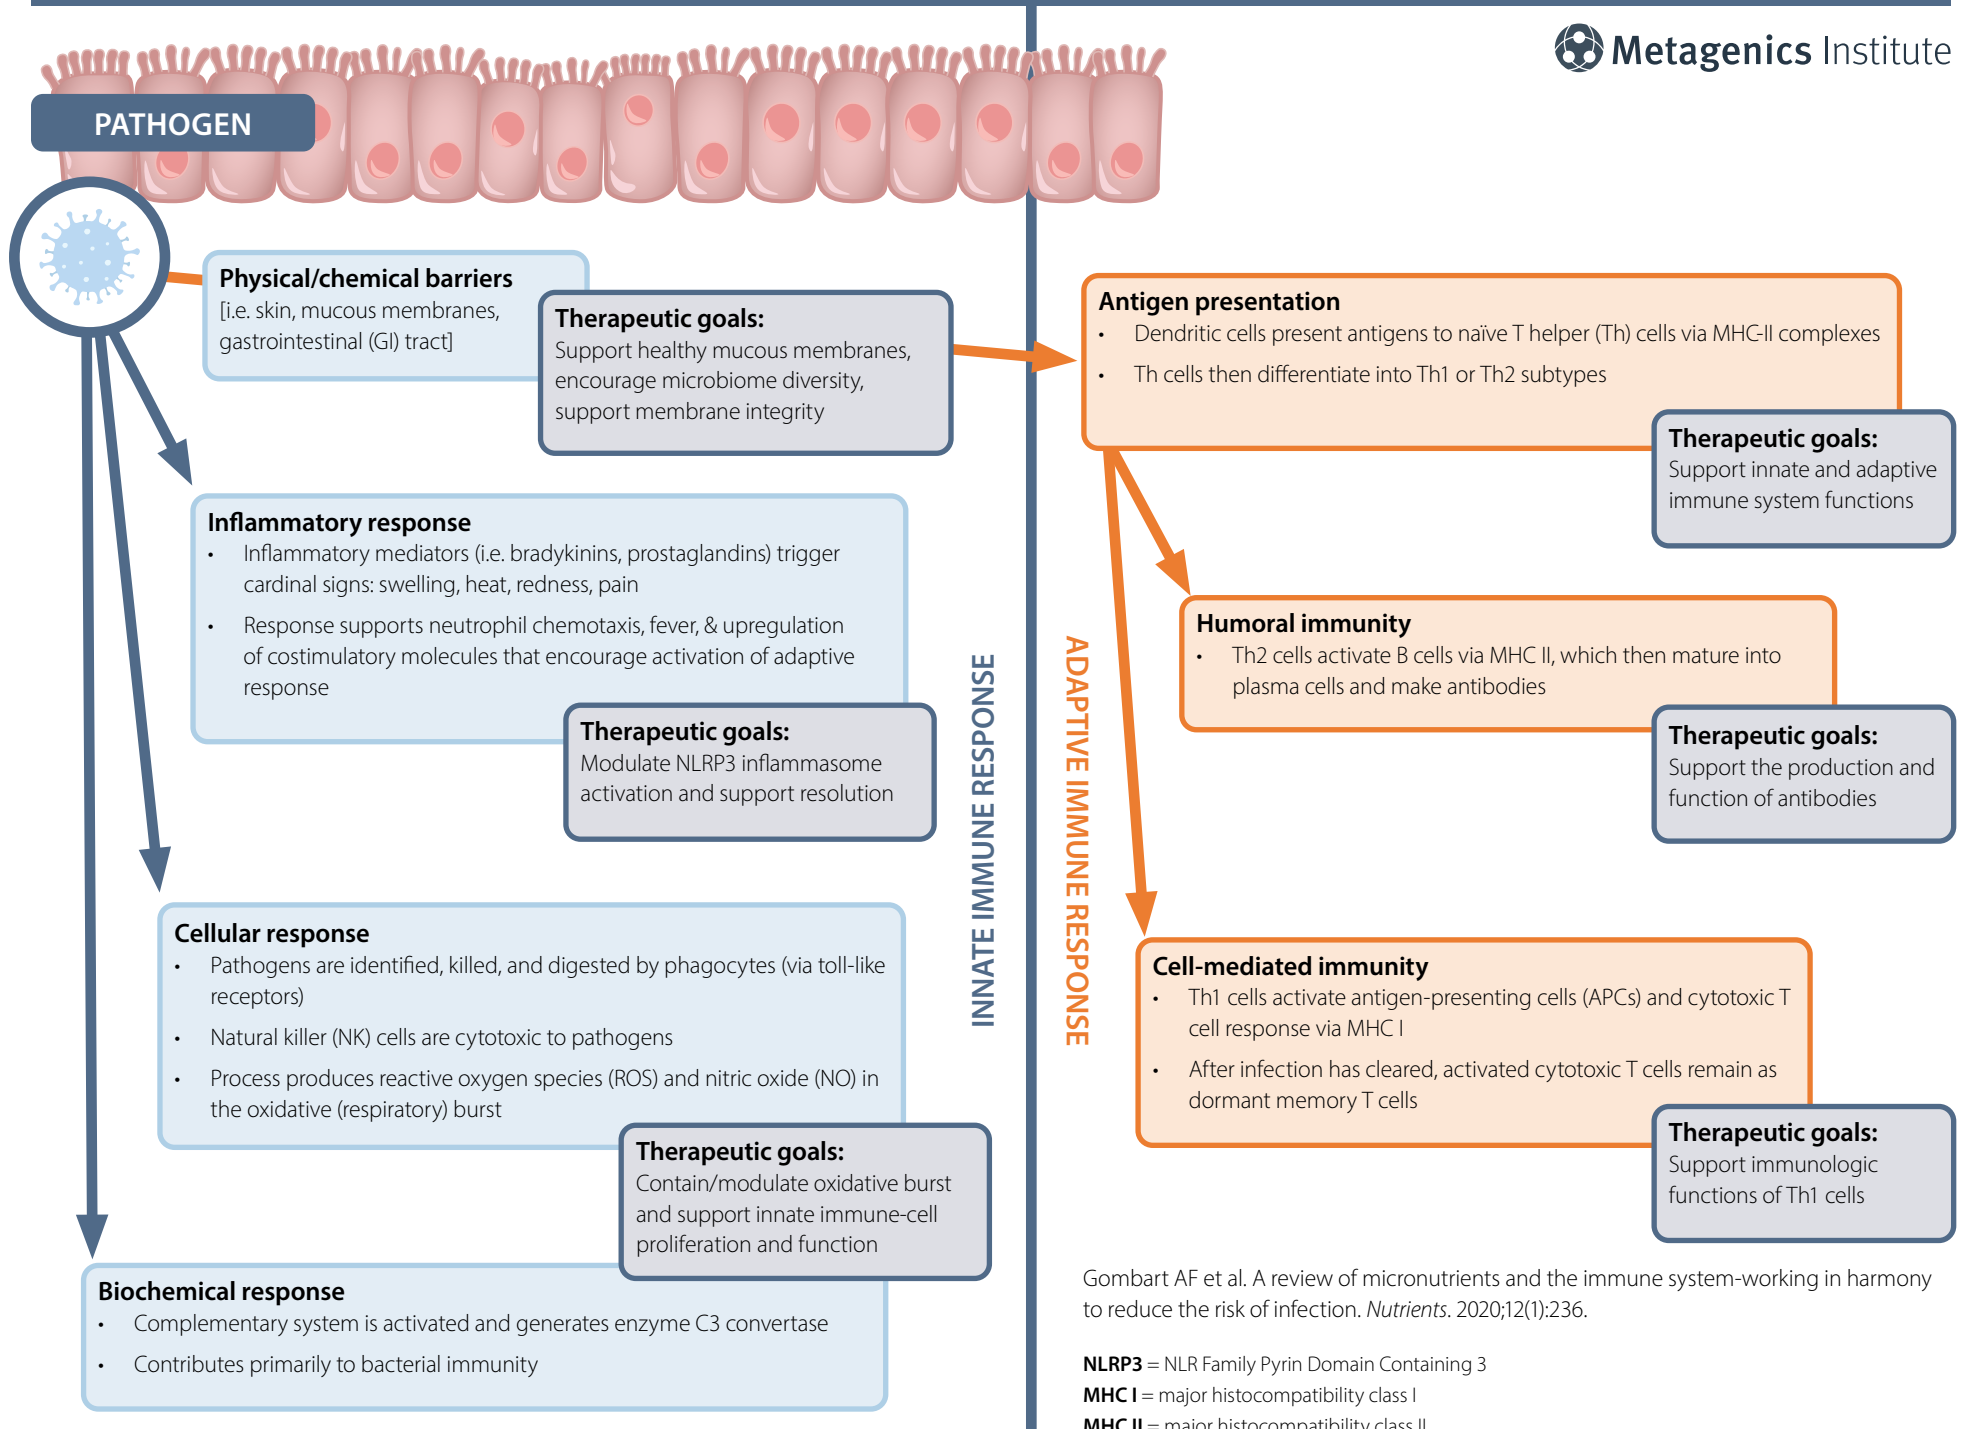 Metagenics Institute
PATHOGEN
Physical/chemical barriers
[i.e. skin, mucous membranes,
gastrointestinal (GI) tract]
Therapeutic goals:
Support healthy mucous membranes,
encourage microbiome diversity,
support membrane integrity
Inflammatory response
• Inflammatory mediators (i.e. bradykinins, prostaglandins) trigger
cardinal signs: swelling, heat, redness, pain
• Response supports neutrophil chemotaxis, fever, & upregulation
of costimulatory molecules that encourage activation of adaptive
response
Therapeutic goals:
Modulate NLRP3 inflammasome
activation and support resolution
Cellular response
• Pathogens are identified, killed, and digested by phagocytes (via toll-like
receptors)
• Natural killer (NK) cells are cytotoxic to pathogens
• Process produces reactive oxygen species (ROS) and nitric oxide (NO) in
the oxidative (respiratory) burst
Therapeutic goals:
Contain/modulate oxidative burst
and support innate immune-cell
proliferation and function
Biochemical response
• Complementary system is activated and generates enzyme C3 convertase
• Contributes primarily to bacterial immunity
INNATE IMMUNE RESPONSE
ADAPTIVE IMMUNE RESPONSE
Antigen presentation
• Dendritic cells present antigens to naïve T helper (Th) cells via MHC-II complexes
• Th cells then differentiate into Th1 or Th2 subtypes
Therapeutic goals:
Support innate and adaptive
immune system functions
Humoral immunity
• Th2 cells activate B cells via MHC II, which then mature into
plasma cells and make antibodies
Therapeutic goals:
Support the production and
function of antibodies
Cell-mediated immunity
• Th1 cells activate antigen-presenting cells (APCs) and cytotoxic T
cell response via MHC I
• After infection has cleared, activated cytotoxic T cells remain as
dormant memory T cells
Therapeutic goals:
Support immunologic
functions of Th1 cells
Gombart AF et al. A review of micronutrients and the immune system-working in harmony
to reduce the risk of infection. Nutrients. 2020;12(1):236.
NLRP3 = NLR Family Pyrin Domain Containing 3
MHC I = major histocompatibility class I
MHC II = major histocompatibility class II